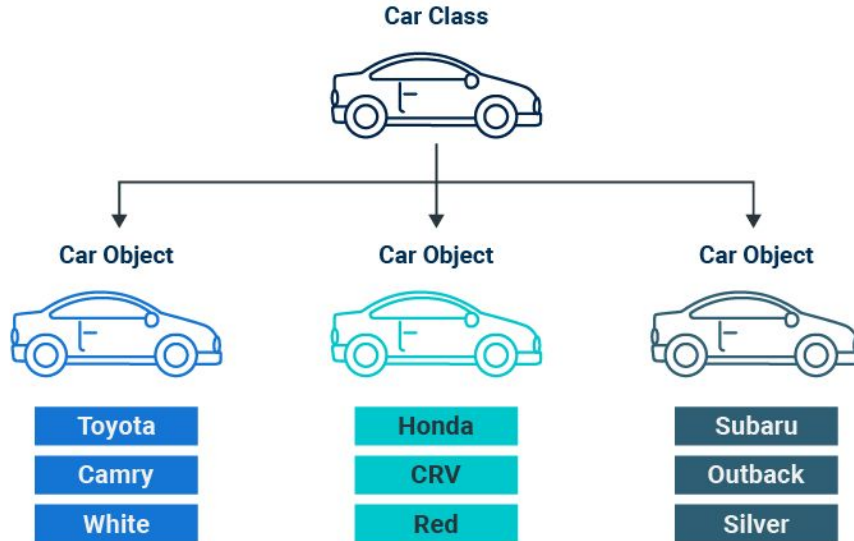 Car Class
Car Object
Car Object
Car Object
Toyota
Camry
White
Honda
CRV
Red
Subaru
Outback
Silver